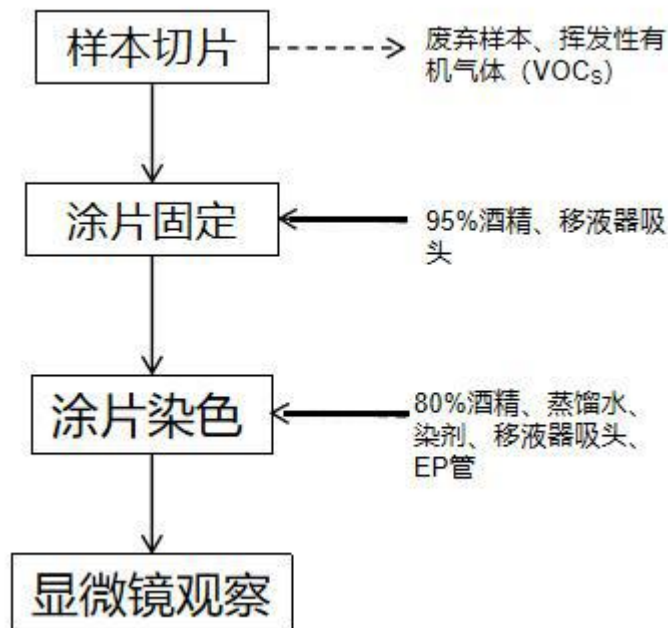 样本切片
废弃样本、挥发性有
机气体（VOCS）
涂片固定
95%酒精、移液器吸
头
涂片染色
80%酒精、蒸馏水、
染剂、移液器吸头、
EP管
显微镜观察